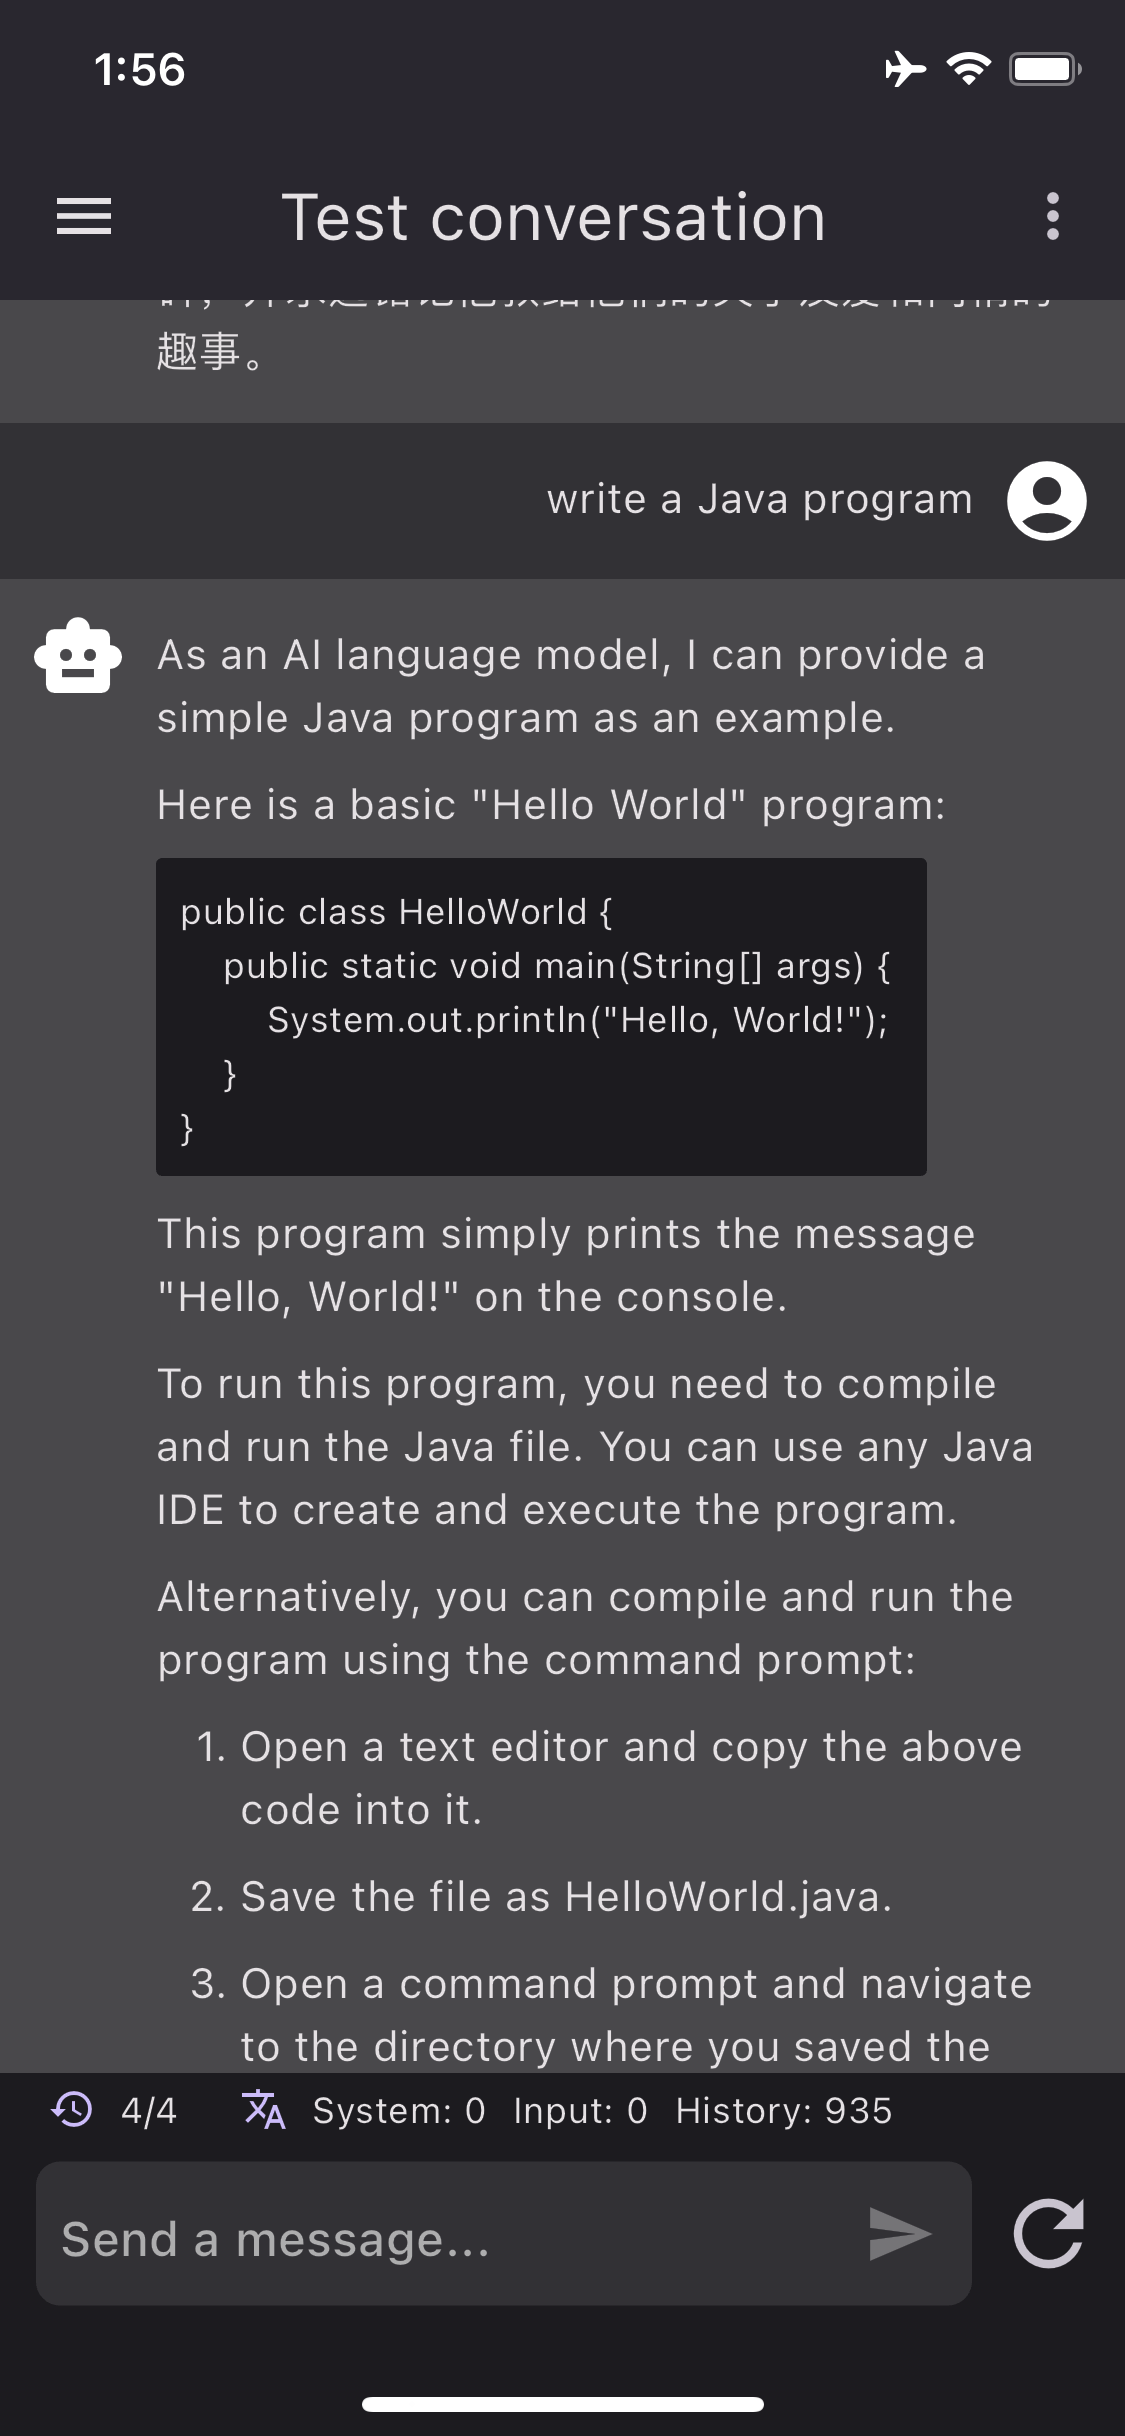 1:56
Test conversation
趣事。
write a Java program
As an AI language model, I can provide a
simple Java program as an example.
Here is a basic "Hello World" program:
public class HelloWorld {
public static void main(String[] args) {
System.out.println("Hello, World!");
}
}
This program simply prints the message
"Hello, World!" on the console.
To run this program, you need to compile
and run the Java file. You can use any Java
IDE to create and execute the program.
Alternatively, you can compile and run the
program using the command prompt:
1. Open a text editor and copy the above
code into it.
2. Save the file as HelloWorld.java.
3. Open a command prompt and navigate
to the directory where you saved the
4/4 System: 0 Input: 0 History: 935
Send a message...